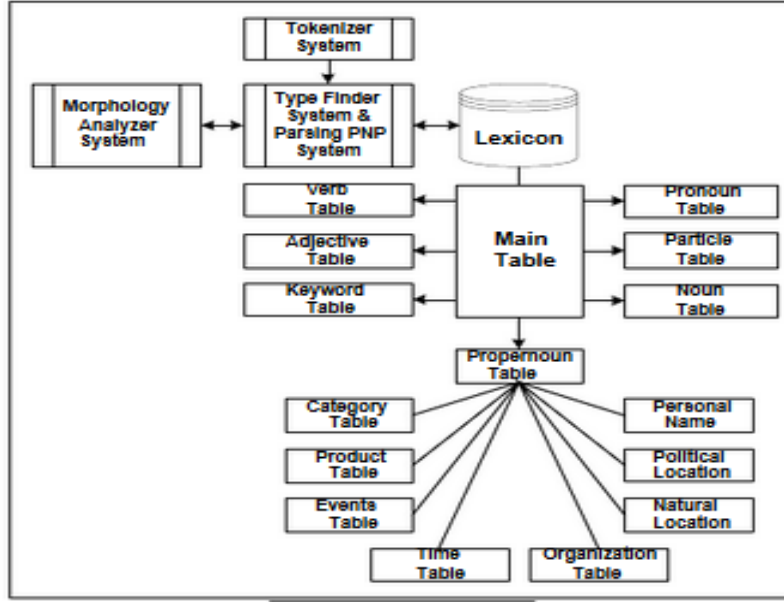 Tokenizer
System
Morphology
Analyzer
System
Type Finder
System &
Parsing PNP
System
Lexicon
Verb
Table
Adjective
Table
Keyword
Table
Main
Table
Pronoun
Table
Particle
Table
Noun
Table
Propernoun
Table
Category
Table
Product
Table
Events
Table
Time
Table
Personal
Name
Political
Location
Natural
Location
Organization
Table